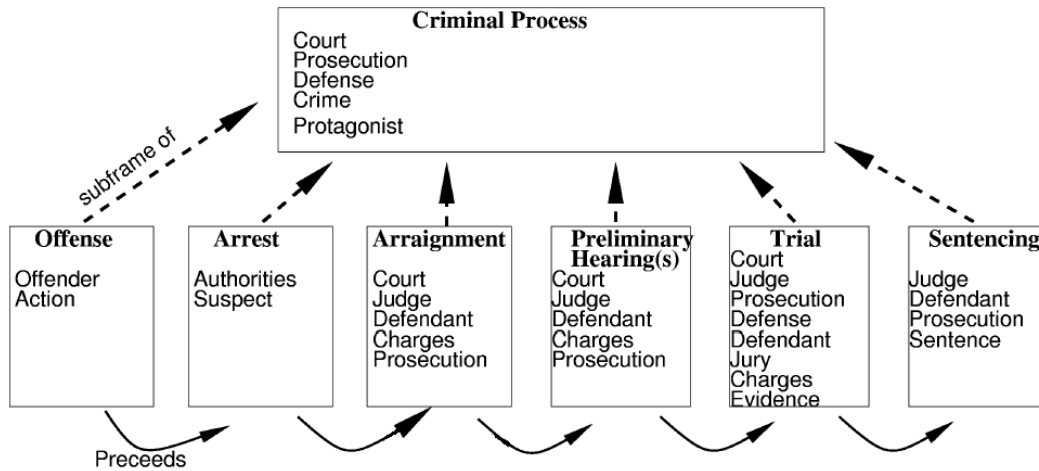 Criminal Process
Court
Prosecution
Defense
Crime
Protagonist
subframe of
Offense
Offender
Action
Arrest
Authorities
Suspect
Arraignment
Court
Judge
Defendant
Charges
Prosecution
Preliminary
Hearing(s)
Court
Judge
Defendant
Charges
Prosecution
Trial
Court
Judge
Prosecution
Defense
Defendant
Jury
Charges
Evidence
Sentencing
Judge
Defendant
Prosecution
Sentence
Preceeds